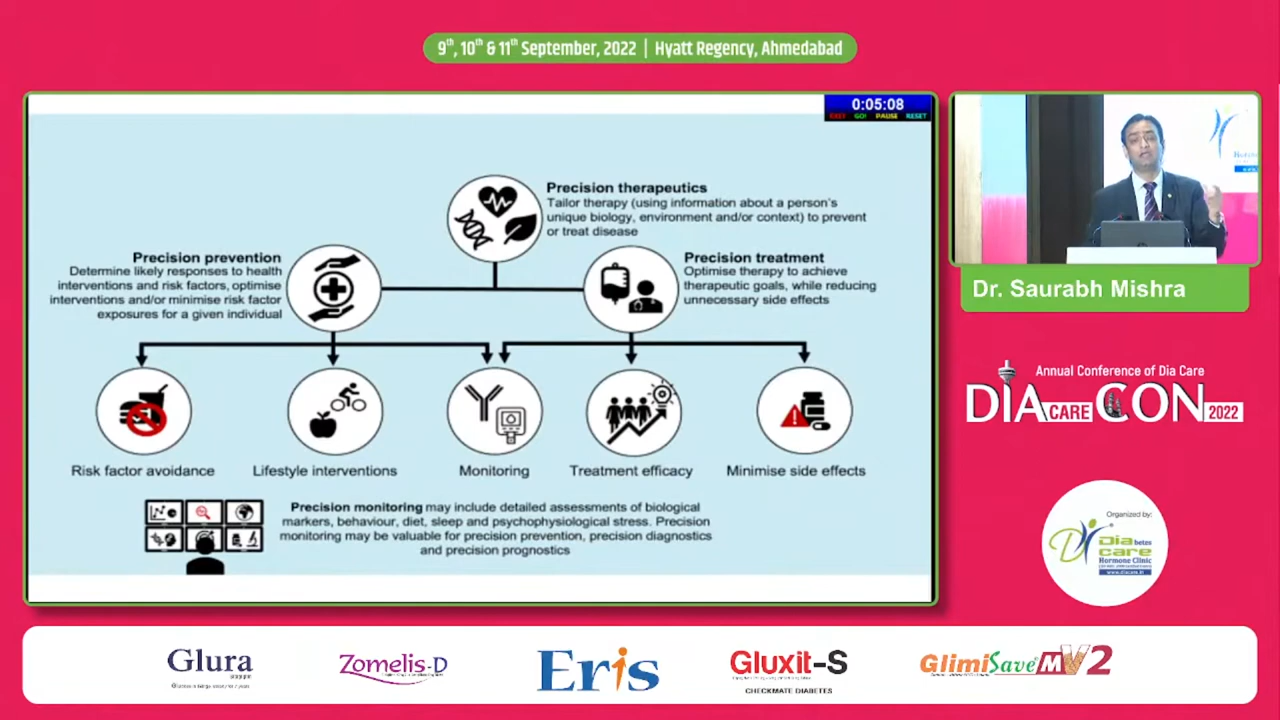 9th, 10th & 11th September, 2022 | Hyatt Regency, Ahmedabad
0:05:08
EXIT GO! PAUSE RESET
Precision therapeutics
Tailor therapy (using information about a person's
unique biology, environment and/or context) to prevent
or treat disease
Precision prevention
Determine likely responses to health
interventions and risk factors, optimise
interventions and/or minimise risk factor
exposures for a given individual
Precision treatment
Optimise therapy to achieve
therapeutic goals, while reducing
unnecessary side effects
Risk factor avoidance
Lifestyle interventions
Monitoring
Treatment efficacy
Minimise side effects
Precision monitoring may include detailed assessments of biological
markers, behaviour, diet, sleep and psychophysiological stress. Precision
monitoring may be valuable for precision prevention, precision diagnostics
and precision prognostics
Dr. Saurabh Mishra
Annual Conference of Dia Care
DIA CARE CON 2022
Organized by:
Diabetes
care
Hormone Clinic
www.diacare.in
Glura
Zomelis-D
Eris
Gluxit-S
CHECKMATE DIABETES
GlimiSave MV2